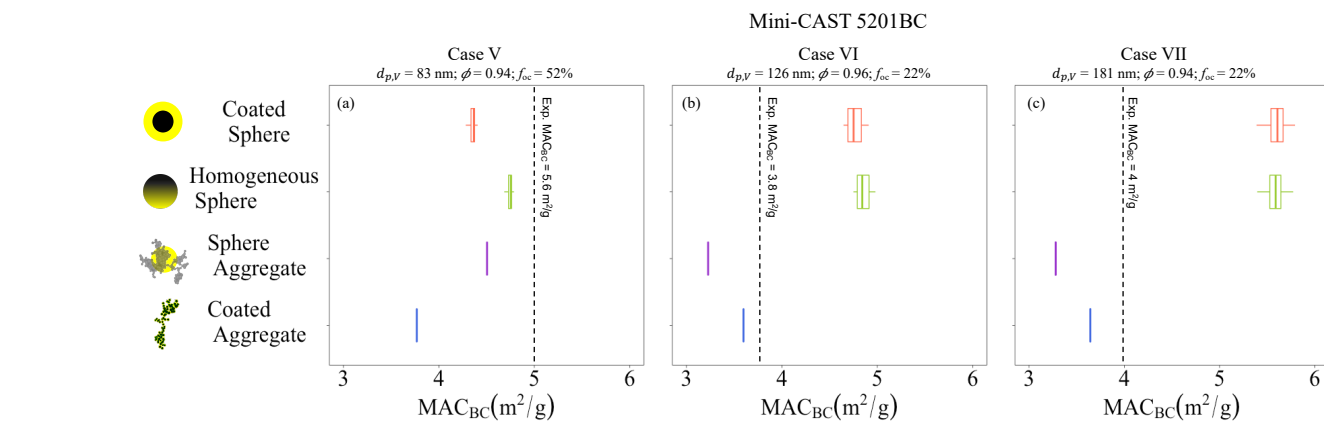 Mini-CAST 5201BC
Case V
d_{p,V} = 83 nm; ϕ = 0.94; f_{oc} = 52%
Case VI
d_{p,V} = 126 nm; ϕ = 0.96; f_{oc} = 22%
Case VII
d_{p,V} = 181 nm; ϕ = 0.94; f_{oc} = 22%
Coated
Sphere
Homogeneous
Sphere
Sphere
Aggregate
Coated
Aggregate
(a)
Exp. MAC_{BC} = 5.6 m²/g
3 4 5 6
MAC_{BC}(m²/g)
(b)
Exp. MAC_{BC} = 3.8 m²/g
3 4 5 6
MAC_{BC}(m²/g)
(c)
Exp. MAC_{BC} = 4 m²/g
3 4 5 6
MAC_{BC}(m²/g)